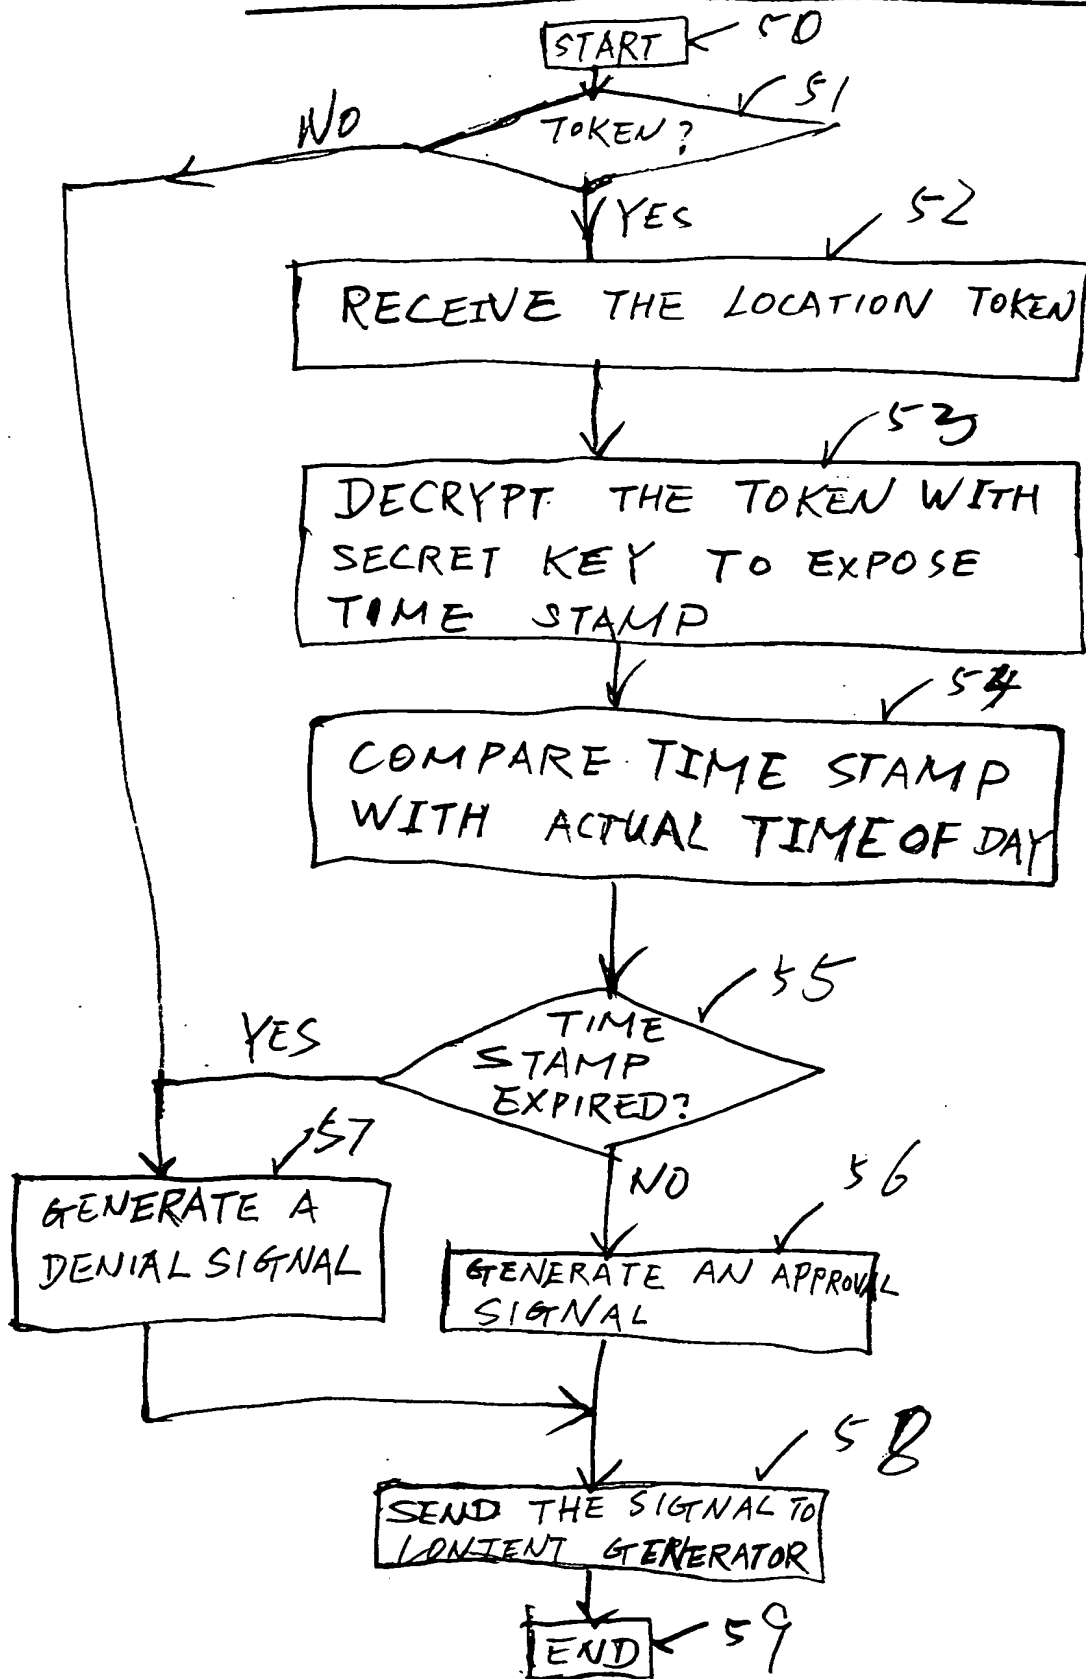 START
50
TOKEN?
51
NO
YES
52
RECEIVE THE LOCATION TOKEN
53
DECRYPT THE TOKEN WITH
SECRET KEY TO EXPOSE
TIME STAMP
54
COMPARE TIME STAMP
WITH ACTUAL TIME OF DAY
55
TIME
STAMP
EXPIRED?
YES
NO
57
GENERATE A
DENIAL SIGNAL
56
GENERATE AN APPROVAL
SIGNAL
58
SEND THE SIGNAL TO
CONTENT GENERATOR
END
59